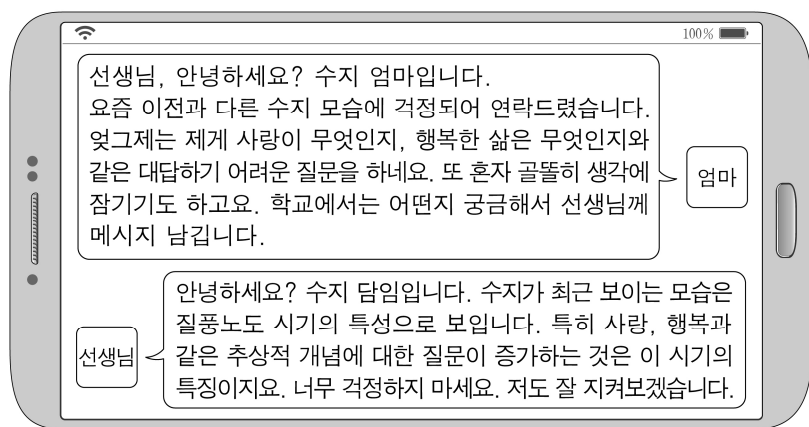 100%
선생님, 안녕하세요? 수지 엄마입니다.
요즘 이전과 다른 수지 모습에 걱정되어 연락드렸습니다.
엊그제는 제게 사랑이 무엇인지, 행복한 삶은 무엇인지와
같은 대답하기 어려운 질문을 하네요. 또 혼자 골똘히 생각에
잠기기도 하고요. 학교에서는 어떤지 궁금해서 선생님께
메시지 남깁니다.
엄마
안녕하세요? 수지 담임입니다. 수지가 최근 보이는 모습은
질풍노도 시기의 특성으로 보입니다. 특히 사랑, 행복과
같은 추상적 개념에 대한 질문이 증가하는 것은 이 시기의
특징이지요. 너무 걱정하지 마세요. 저도 잘 지켜보겠습니다.
선생님